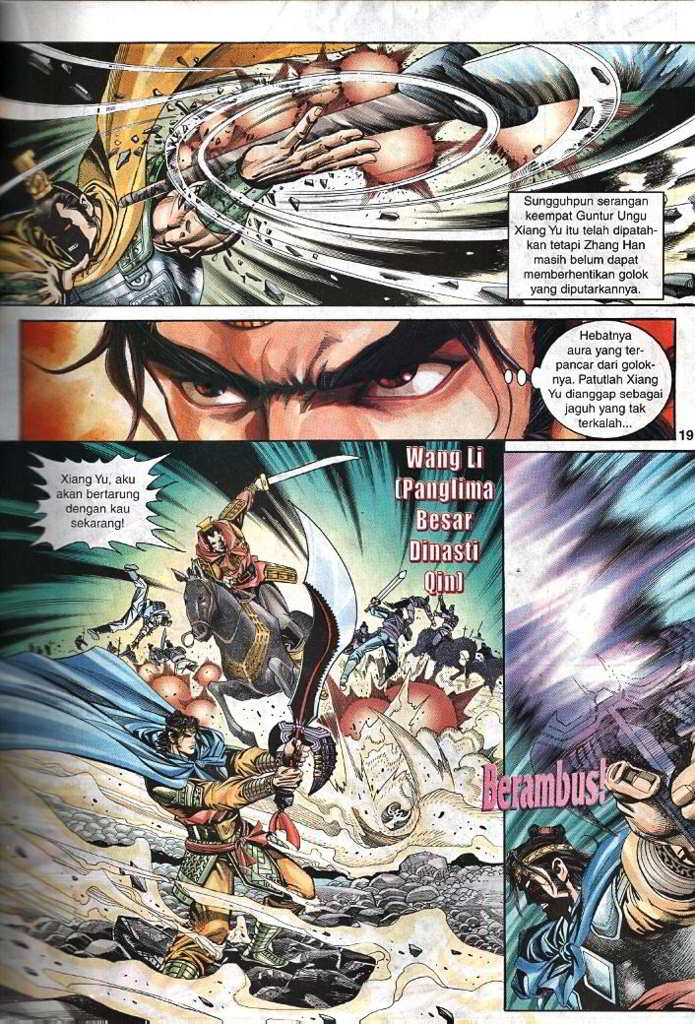 Sungguhpun serangan
keempat Guntur Ungu
Xiang Yu itu telah dipatah-
kan tetapi Zhang Han
masih belum dapat
memberhentikan golok
yang diputarkannya.
Hebatnya
aura yang ter-
pancar dari golok-
nya. Patutlah Xiang
Yu dianggap sebagai
jaguh yang tak
terkalah...
19
Xiang Yu, aku
akan bertarung
dengan kau
sekarang!
Wang Li
(Panglima
Besar
Dinasti
Qin)
Berambus!